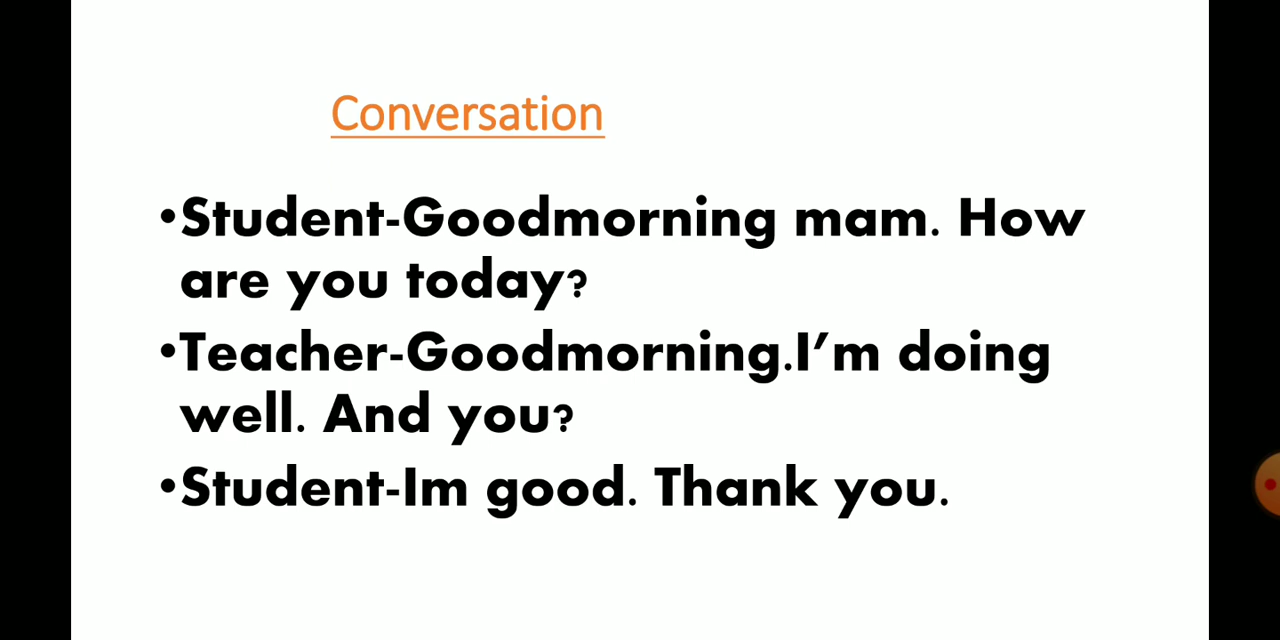 Conversation
•Student-Goodmorning mam. How
are you today?
•Teacher-Goodmorning.I’m doing
well. And you?
•Student-Im good. Thank you.